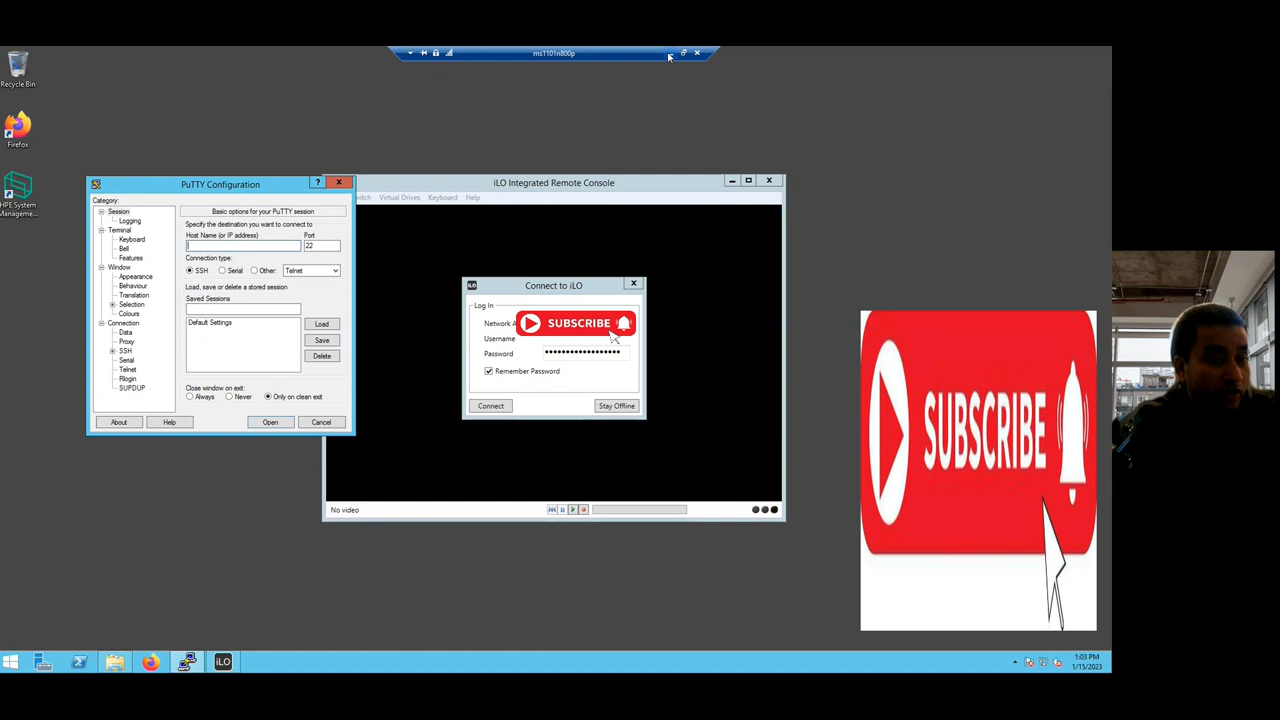 ms1101n800p
Recycle Bin
Firefox
HPE System
Manageme...
PuTTY Configuration
?
Category:
Session
Logging
Terminal
Keyboard
Bell
Features
Window
Appearance
Behaviour
Translation
Selection
Colours
Connection
Data
Proxy
SSH
Serial
Telnet
Rlogin
SUPDUP
Basic options for your PuTTY session
Specify the destination you want to connect to
Host Name (or IP address) Port
22
Connection type:
SSH Serial Other: Telnet
Load, save or delete a stored session
Saved Sessions
Default Settings
Load
Save
Delete
Close window on exit:
Always Never Only on clean exit
About Help Open Cancel
iLO Integrated Remote Console
Virtual Drives Keyboard Help
iLO Connect to iLO
Log In
Network
SUBSCRIBE
Username
Password
Remember Password
Connect Stay Offline
No video
SUBSCRIBE
iLO
1:03 PM
1/15/2023